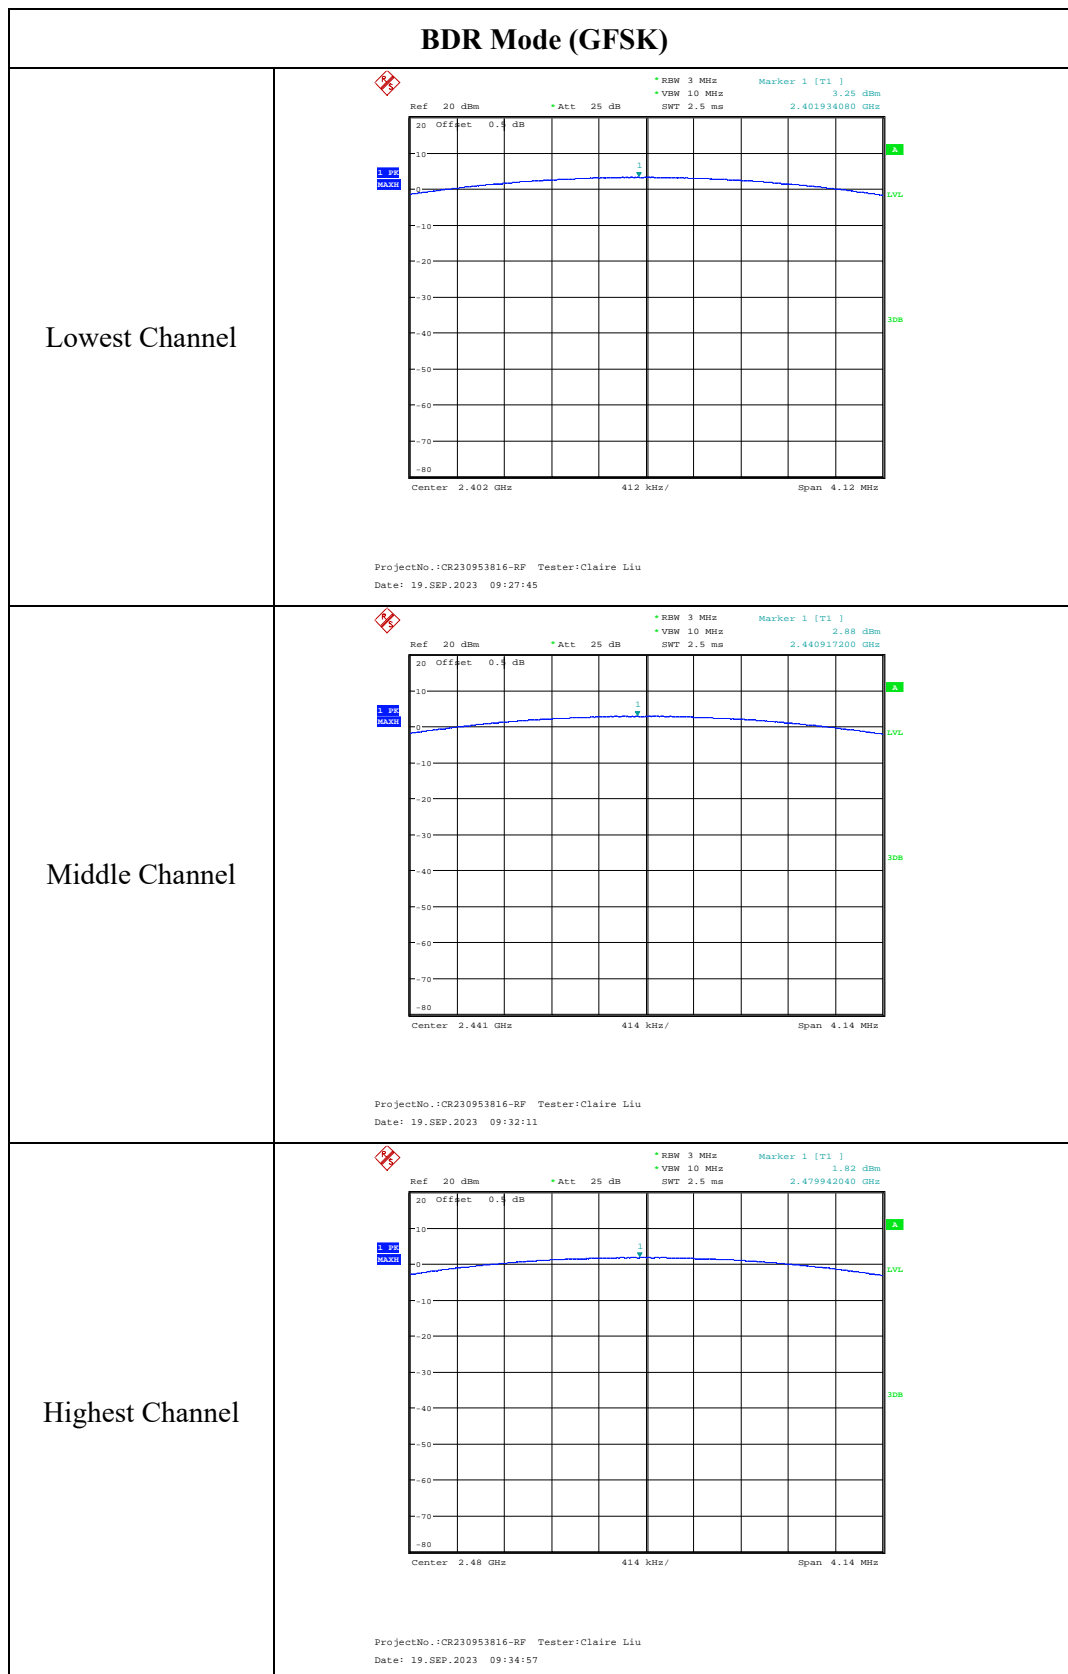 BDR Mode (GFSK)
Lowest Channel
R S
* RBW 3 MHz Marker 1 [T1 ]
* VBW 10 MHz 3.25 dBm
Ref 20 dBm * Att 25 dB SWT 2.5 ms 2.401934080 GHz
20 Offset 0.5 dB
A
10
1
1 PK
MAXH
0
LVL
-10
-20
-30
3DB
-40
-50
-60
-70
-80
Center 2.402 GHz 412 kHz/ Span 4.12 MHz
ProjectNo.:CR230953816-RF Tester:Claire Liu
Date: 19.SEP.2023 09:27:45
Middle Channel
R S
* RBW 3 MHz Marker 1 [T1 ]
* VBW 10 MHz 2.88 dBm
Ref 20 dBm * Att 25 dB SWT 2.5 ms 2.440917200 GHz
20 Offset 0.5 dB
A
10
1
1 PK
MAXH
0
LVL
-10
-20
-30
3DB
-40
-50
-60
-70
-80
Center 2.441 GHz 414 kHz/ Span 4.14 MHz
ProjectNo.:CR230953816-RF Tester:Claire Liu
Date: 19.SEP.2023 09:32:11
Highest Channel
R S
* RBW 3 MHz Marker 1 [T1 ]
* VBW 10 MHz 1.82 dBm
Ref 20 dBm * Att 25 dB SWT 2.5 ms 2.479942040 GHz
20 Offset 0.5 dB
A
10
1
1 PK
MAXH
0
LVL
-10
-20
-30
3DB
-40
-50
-60
-70
-80
Center 2.48 GHz 414 kHz/ Span 4.14 MHz
ProjectNo.:CR230953816-RF Tester:Claire Liu
Date: 19.SEP.2023 09:34:57